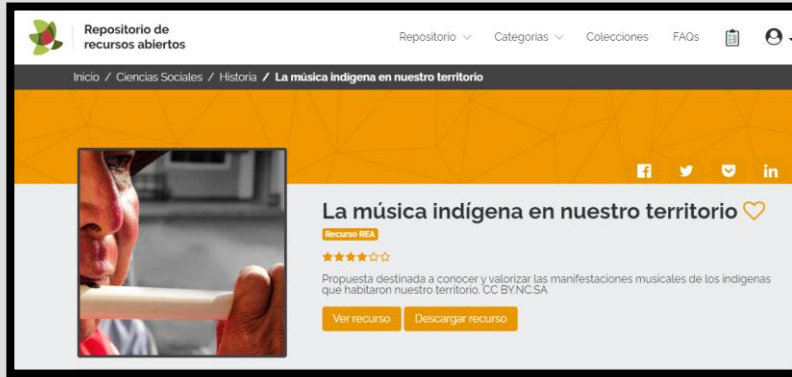 Repositorio de
recursos abiertos
Repositorio Categorías Colecciones FAQs
Inicio / Ciencias Sociales / Historia / La música indígena en nuestro territorio
La música indígena en nuestro territorio
Recurso REA
Propuesta destinada a conocer y valorizar las manifestaciones musicales de los indígenas
que habitaron nuestro territorio. CC BY.NC.SA
Ver recurso Descargar recurso